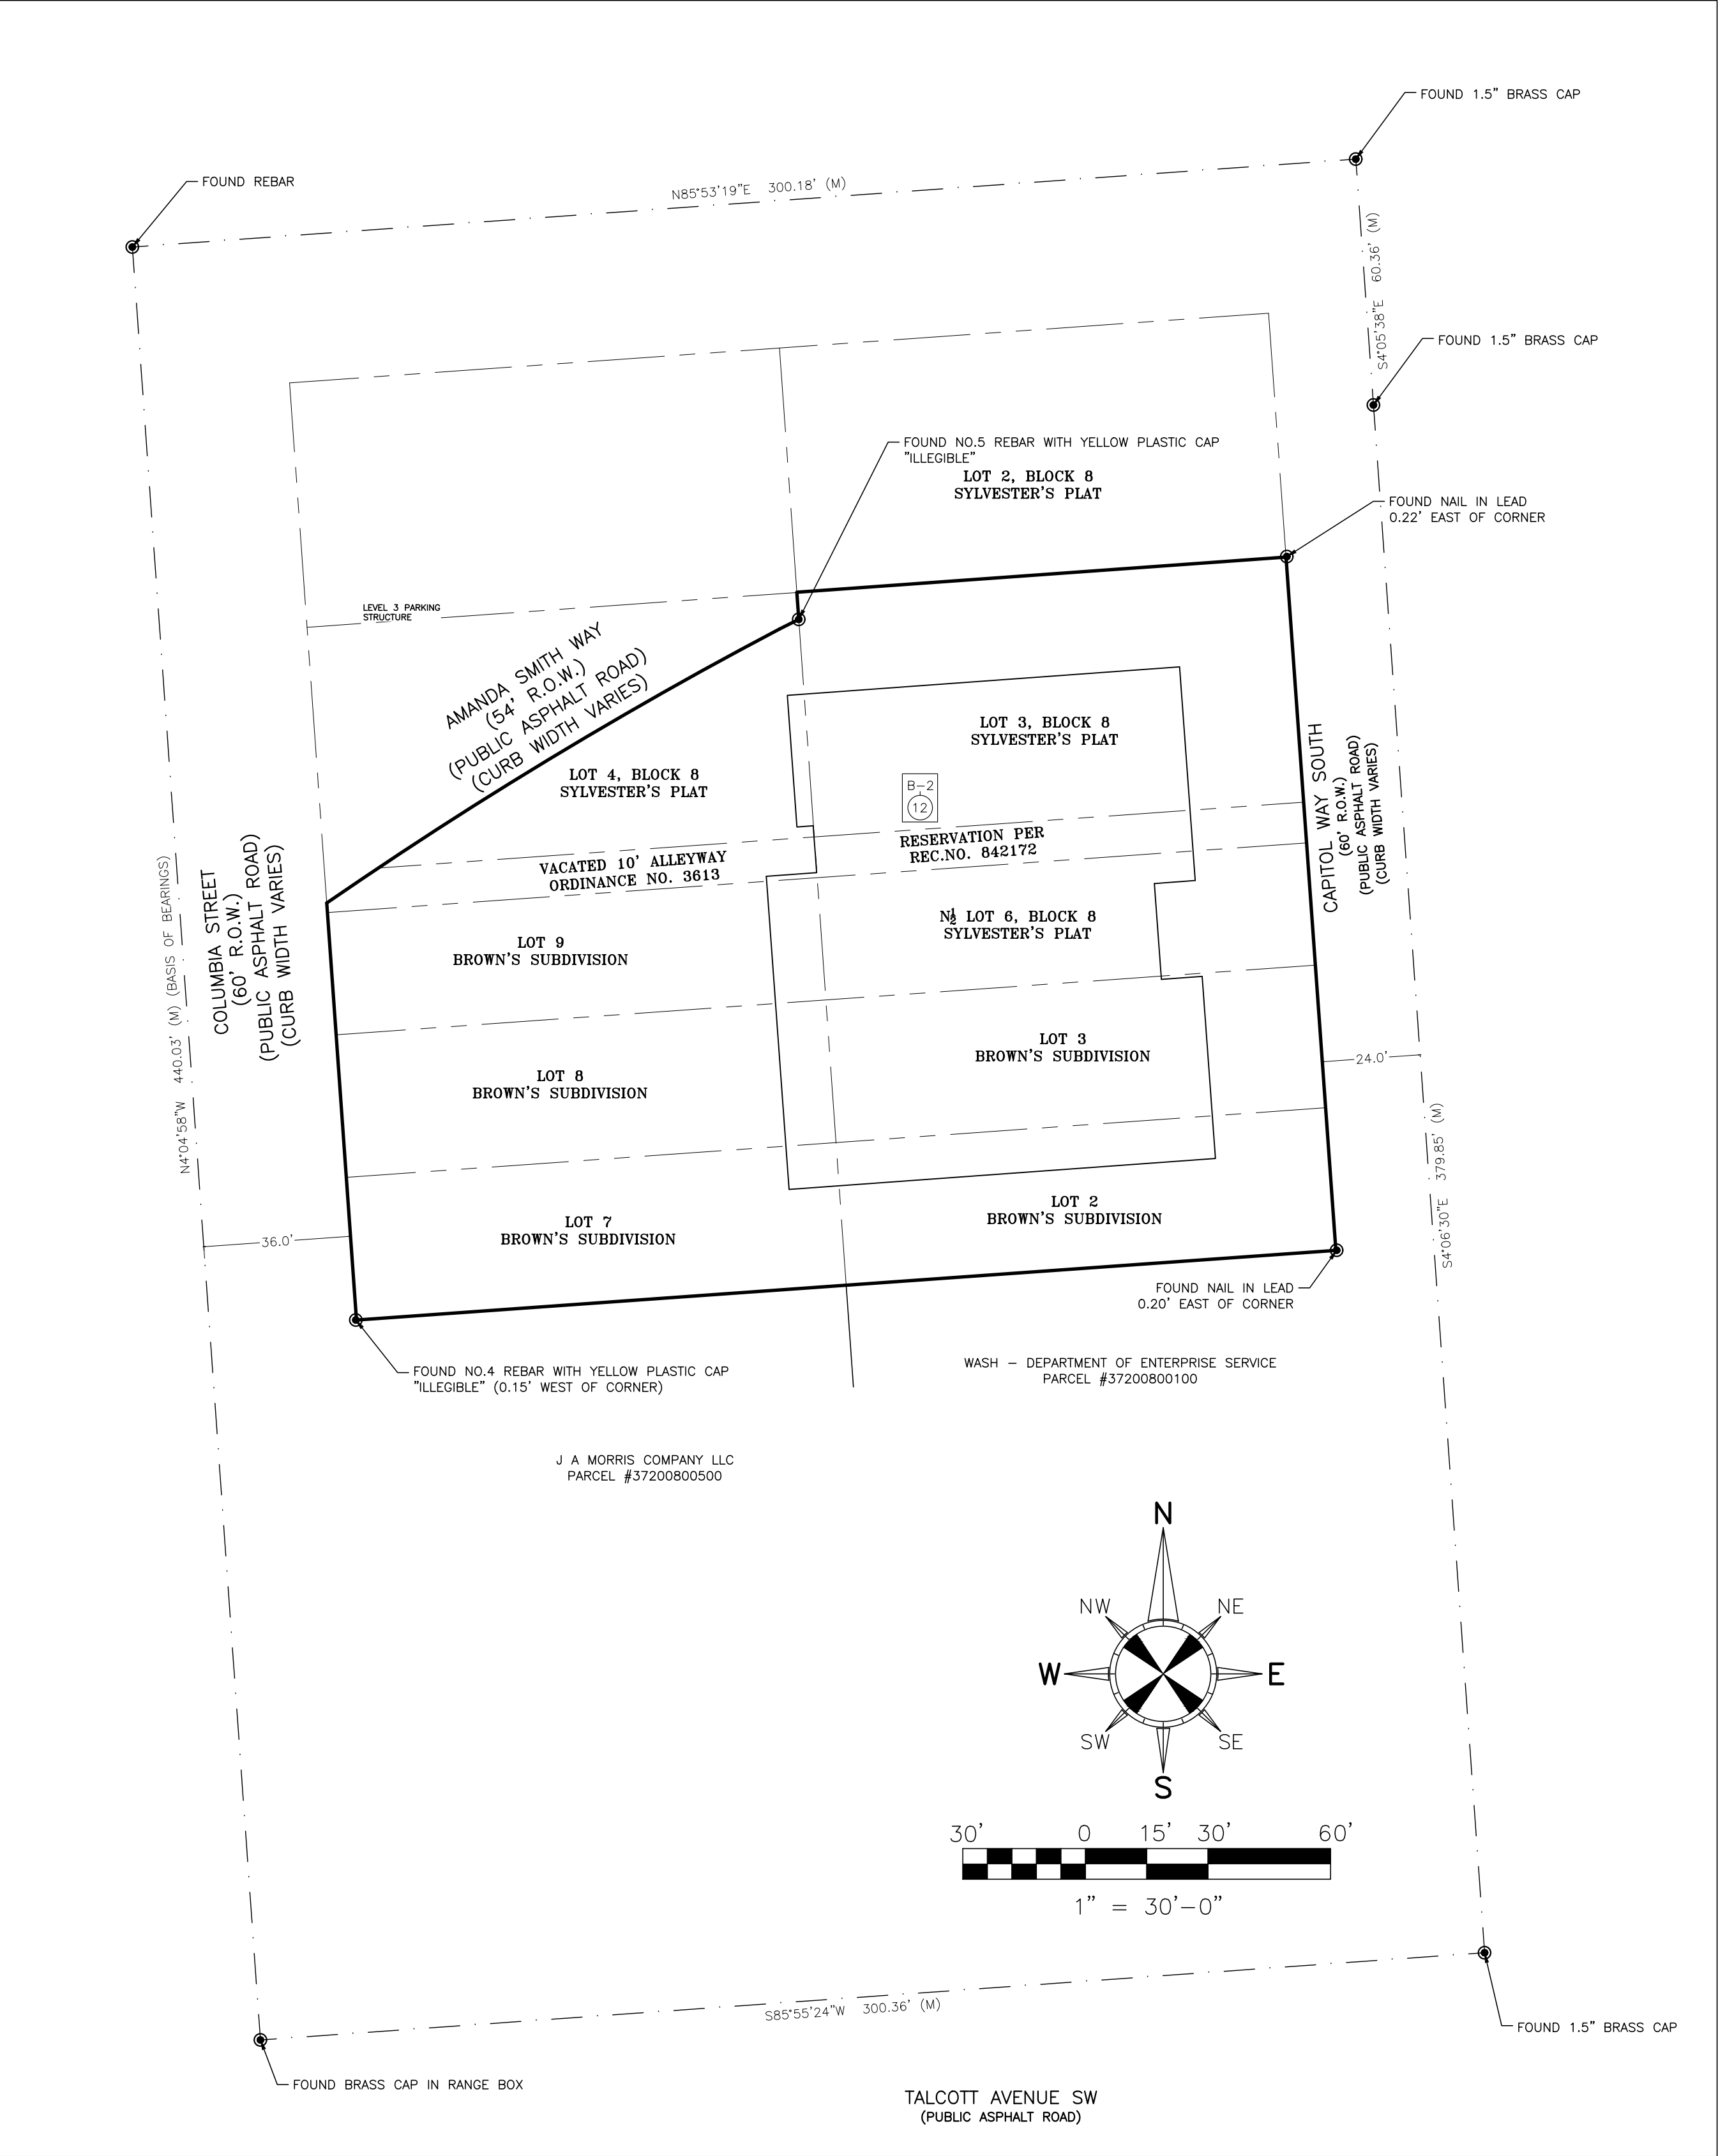 FOUND 1.5" BRASS CAP
FOUND REBAR
N85°53'19"E 300.18' (M)
S4°05'38"E 60.36' (M)
FOUND 1.5" BRASS CAP
FOUND NO.5 REBAR WITH YELLOW PLASTIC CAP
"ILLEGIBLE"
LOT 2, BLOCK 8
SYLVESTER'S PLAT
FOUND NAIL IN LEAD
0.22' EAST OF CORNER
LEVEL 3 PARKING
STRUCTURE
AMANDA SMITH WAY
(54' R.O.W.)
(PUBLIC ASPHALT ROAD)
(CURB WIDTH VARIES)
LOT 3, BLOCK 8
SYLVESTER'S PLAT
LOT 4, BLOCK 8
SYLVESTER'S PLAT
B-2
12
CAPITOL WAY SOUTH
(60' R.O.W.)
(PUBLIC ASPHALT ROAD)
(CURB WIDTH VARIES)
RESERVATION PER
REC.NO. 842172
VACATED 10' ALLEYWAY
ORDINANCE NO. 3613
COLUMBIA STREET
(60' R.O.W.)
(PUBLIC ASPHALT ROAD)
(CURB WIDTH VARIES)
N4°04'58"W 440.03' (M) (BASIS OF BEARINGS)
N½ LOT 6, BLOCK 8
SYLVESTER'S PLAT
LOT 9
BROWN'S SUBDIVISION
LOT 3
BROWN'S SUBDIVISION
24.0'
LOT 8
BROWN'S SUBDIVISION
S4°06'30"E 379.85' (M)
LOT 2
BROWN'S SUBDIVISION
LOT 7
BROWN'S SUBDIVISION
36.0'
FOUND NAIL IN LEAD
0.20' EAST OF CORNER
FOUND NO.4 REBAR WITH YELLOW PLASTIC CAP
"ILLEGIBLE" (0.15' WEST OF CORNER)
WASH - DEPARTMENT OF ENTERPRISE SERVICE
PARCEL #37200800100
J A MORRIS COMPANY LLC
PARCEL #37200800500
N
NW NE
W E
SW SE
S
30' 0 15' 30' 60'
1" = 30'-0"
S85°55'24"W 300.36' (M)
FOUND 1.5" BRASS CAP
FOUND BRASS CAP IN RANGE BOX
TALCOTT AVENUE SW
(PUBLIC ASPHALT ROAD)